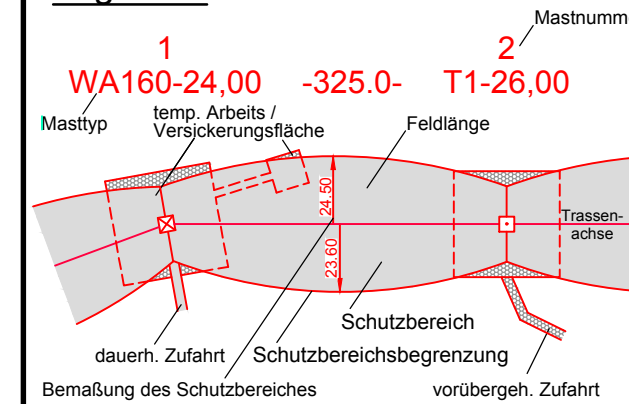 Mastnumm
1 2
WA160-24,00 -325.0- T1-26,00
Masttyp
temp. Arbeits /
Versickerungsfläche
Feldlänge
24.50
23.60
Trassen-
achse
Schutzbereich
dauerh. Zufahrt
Schutzbereichsbegrenzung
Bemaßung des Schutzbereiches
vorübergeh. Zufahrt